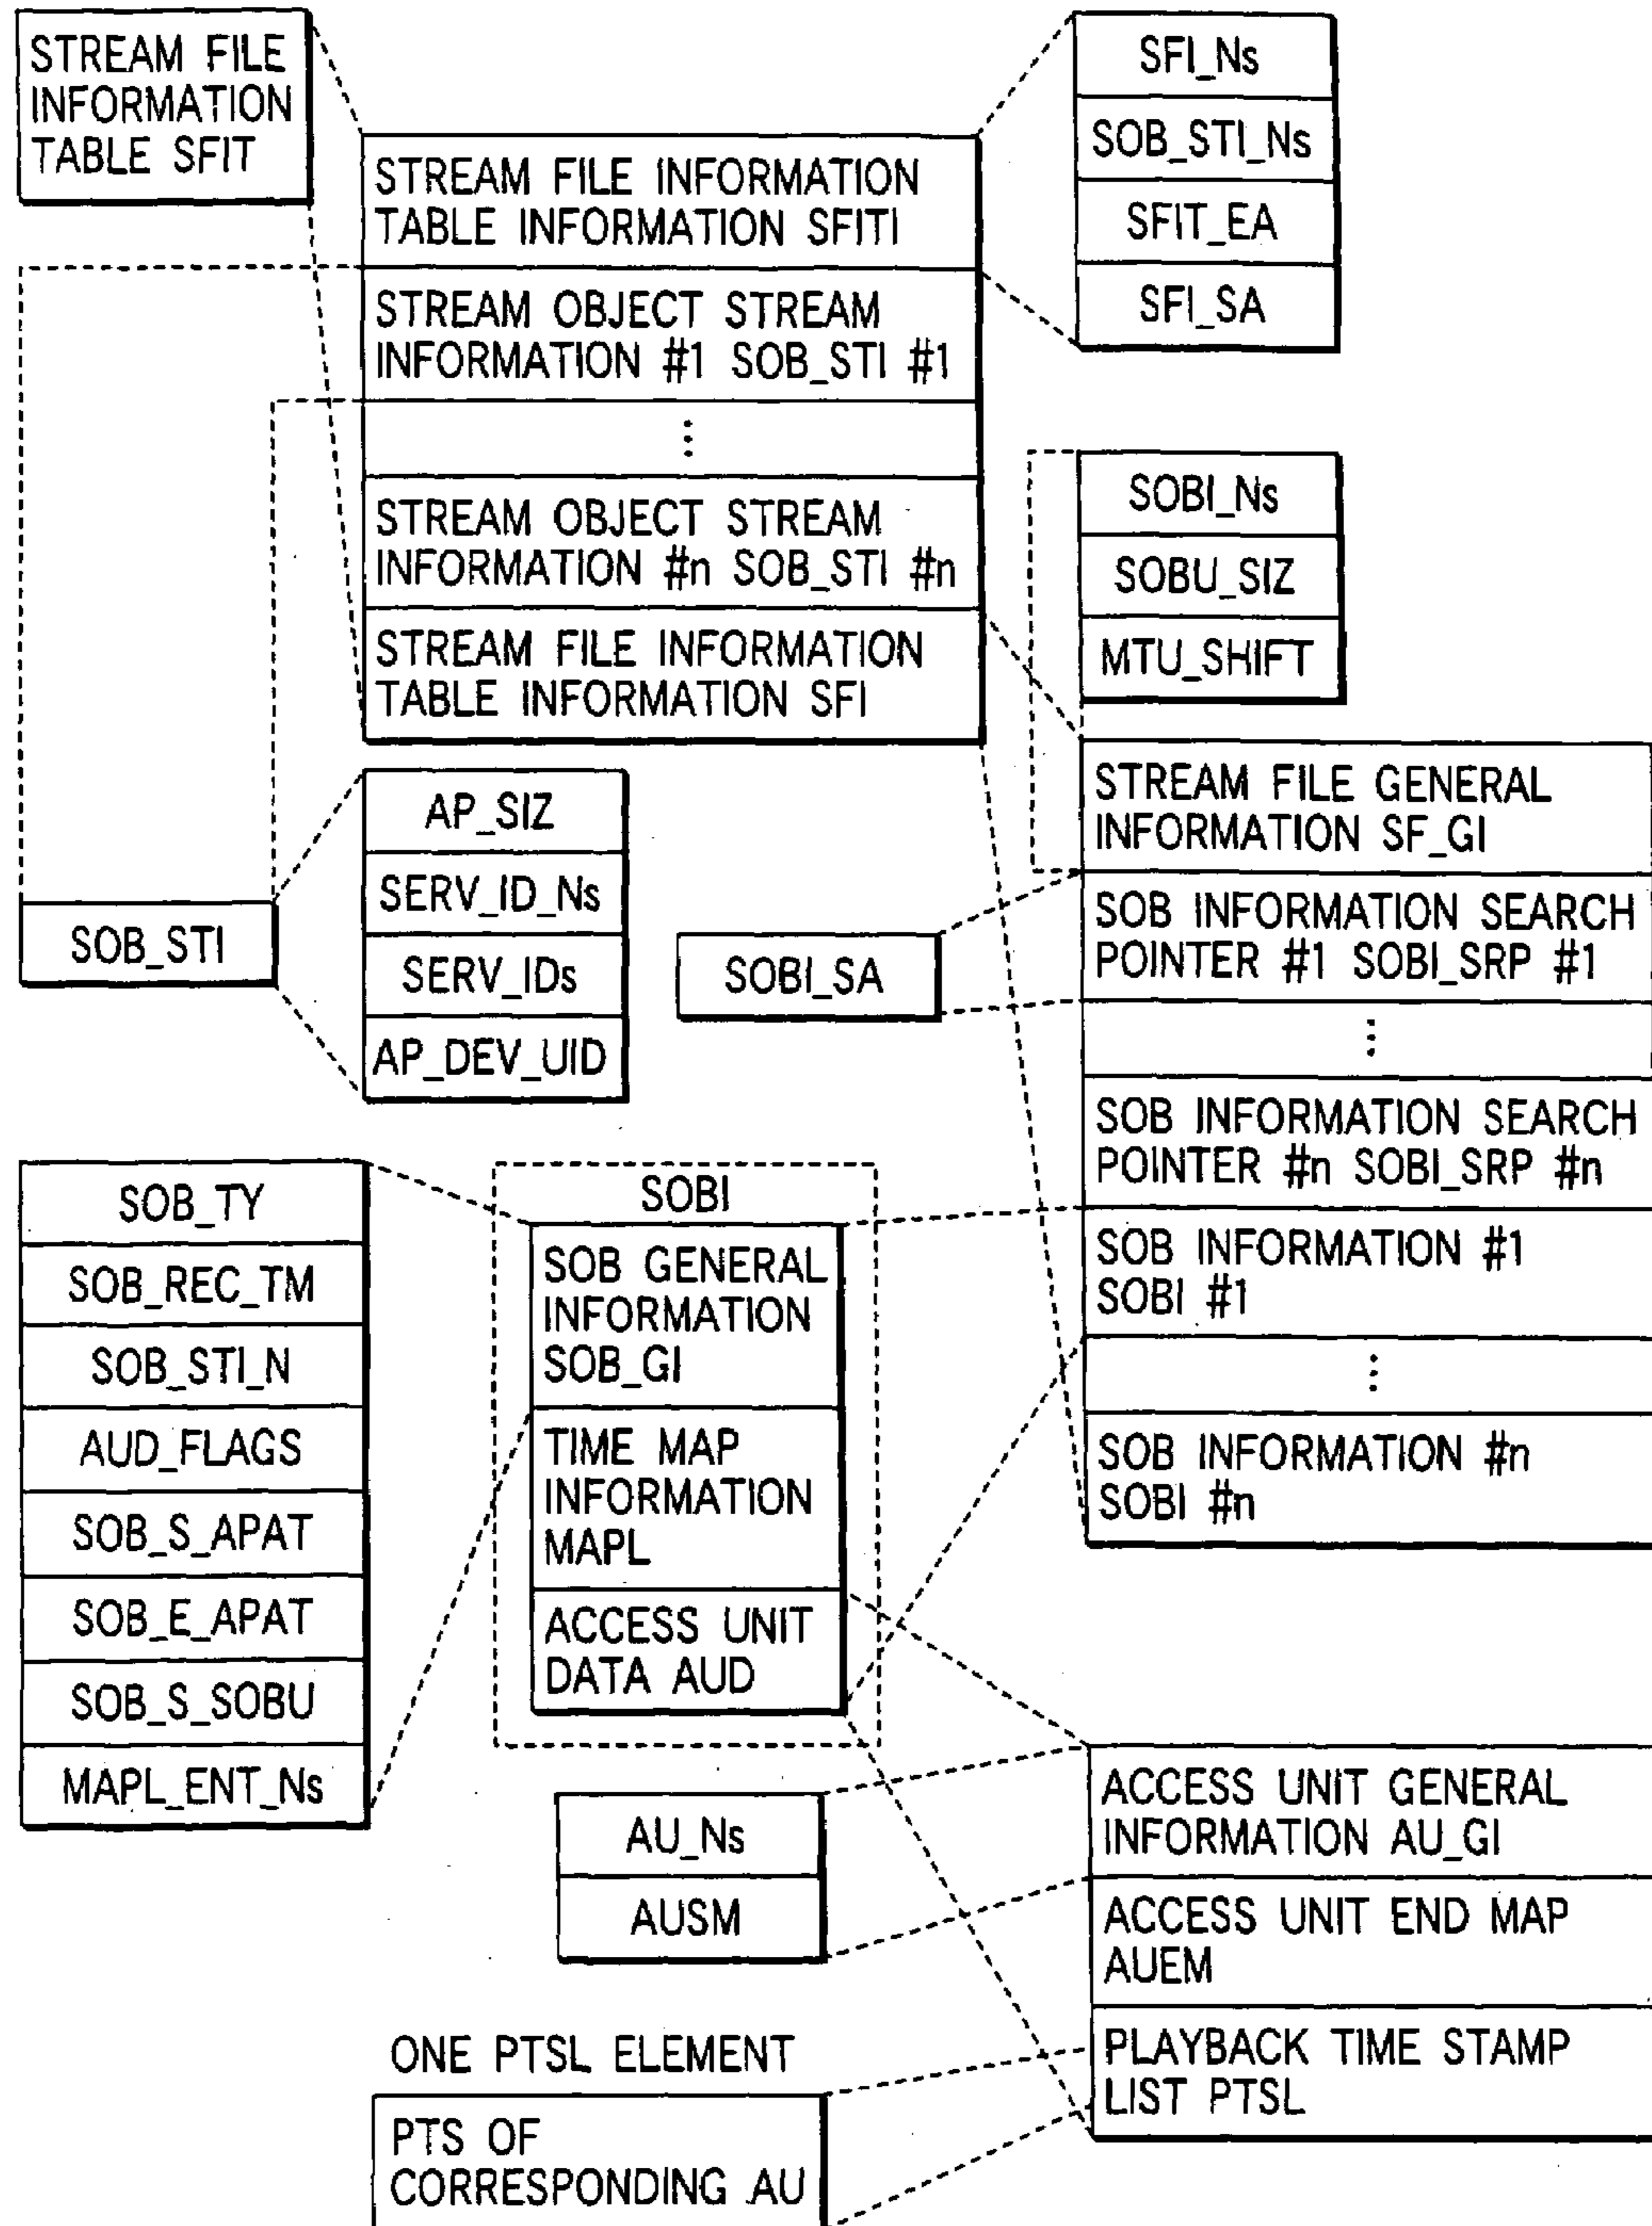 STREAM FILE
INFORMATION
TABLE SFIT
SFI_Ns
SOB_STI_Ns
SFIT_EA
SFI_SA
STREAM FILE INFORMATION
TABLE INFORMATION SFITI
STREAM OBJECT STREAM
INFORMATION #1 SOB_STI #1
⋮
STREAM OBJECT STREAM
INFORMATION #n SOB_STI #n
STREAM FILE INFORMATION
TABLE INFORMATION SFI
SOBI_Ns
SOBU_SIZ
MTU_SHIFT
SOB_STI
AP_SIZ
SERV_ID_Ns
SERV_IDs
AP_DEV_UID
SOBI_SA
STREAM FILE GENERAL
INFORMATION SF_GI
SOB INFORMATION SEARCH
POINTER #1 SOBI_SRP #1
⋮
SOB INFORMATION SEARCH
POINTER #n SOBI_SRP #n
SOB INFORMATION #1
SOBI #1
⋮
SOB INFORMATION #n
SOBI #n
SOB_TY
SOB_REC_TM
SOB_STI_N
AUD_FLAGS
SOB_S_APAT
SOB_E_APAT
SOB_S_SOBU
MAPL_ENT_Ns
SOBI
SOB GENERAL
INFORMATION
SOB_GI
TIME MAP
INFORMATION
MAPL
ACCESS UNIT
DATA AUD
AU_Ns
AUSM
ACCESS UNIT GENERAL
INFORMATION AU_GI
ACCESS UNIT END MAP
AUEM
PLAYBACK TIME STAMP
LIST PTSL
ONE PTSL ELEMENT
PTS OF
CORRESPONDING AU